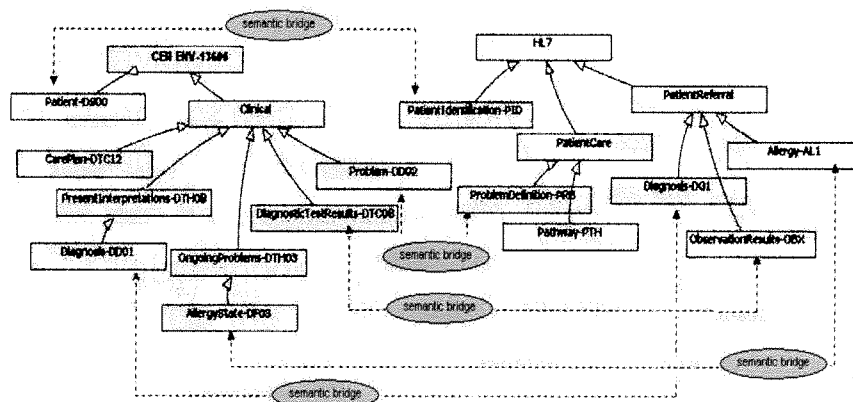 semantic bridge
CEN ENV-13606
HL7
Patient-DS00
Clinical
PatientIdentification-PID
PatientReferral
CarePlan-DTC12
Problem-DD02
PatientCare
Allergy-AL1
PresentInterpretations-DTH08
DiagnosticTestResults-DTC08
ProblemDefinition-PRB
Diagnosis-DG1
Diagnosis-DD01
OngoingProblems-DTH03
semantic bridge
Pathway-PTH
ObservationResults-OBX
AllergyState-DF03
semantic bridge
semantic bridge
semantic bridge